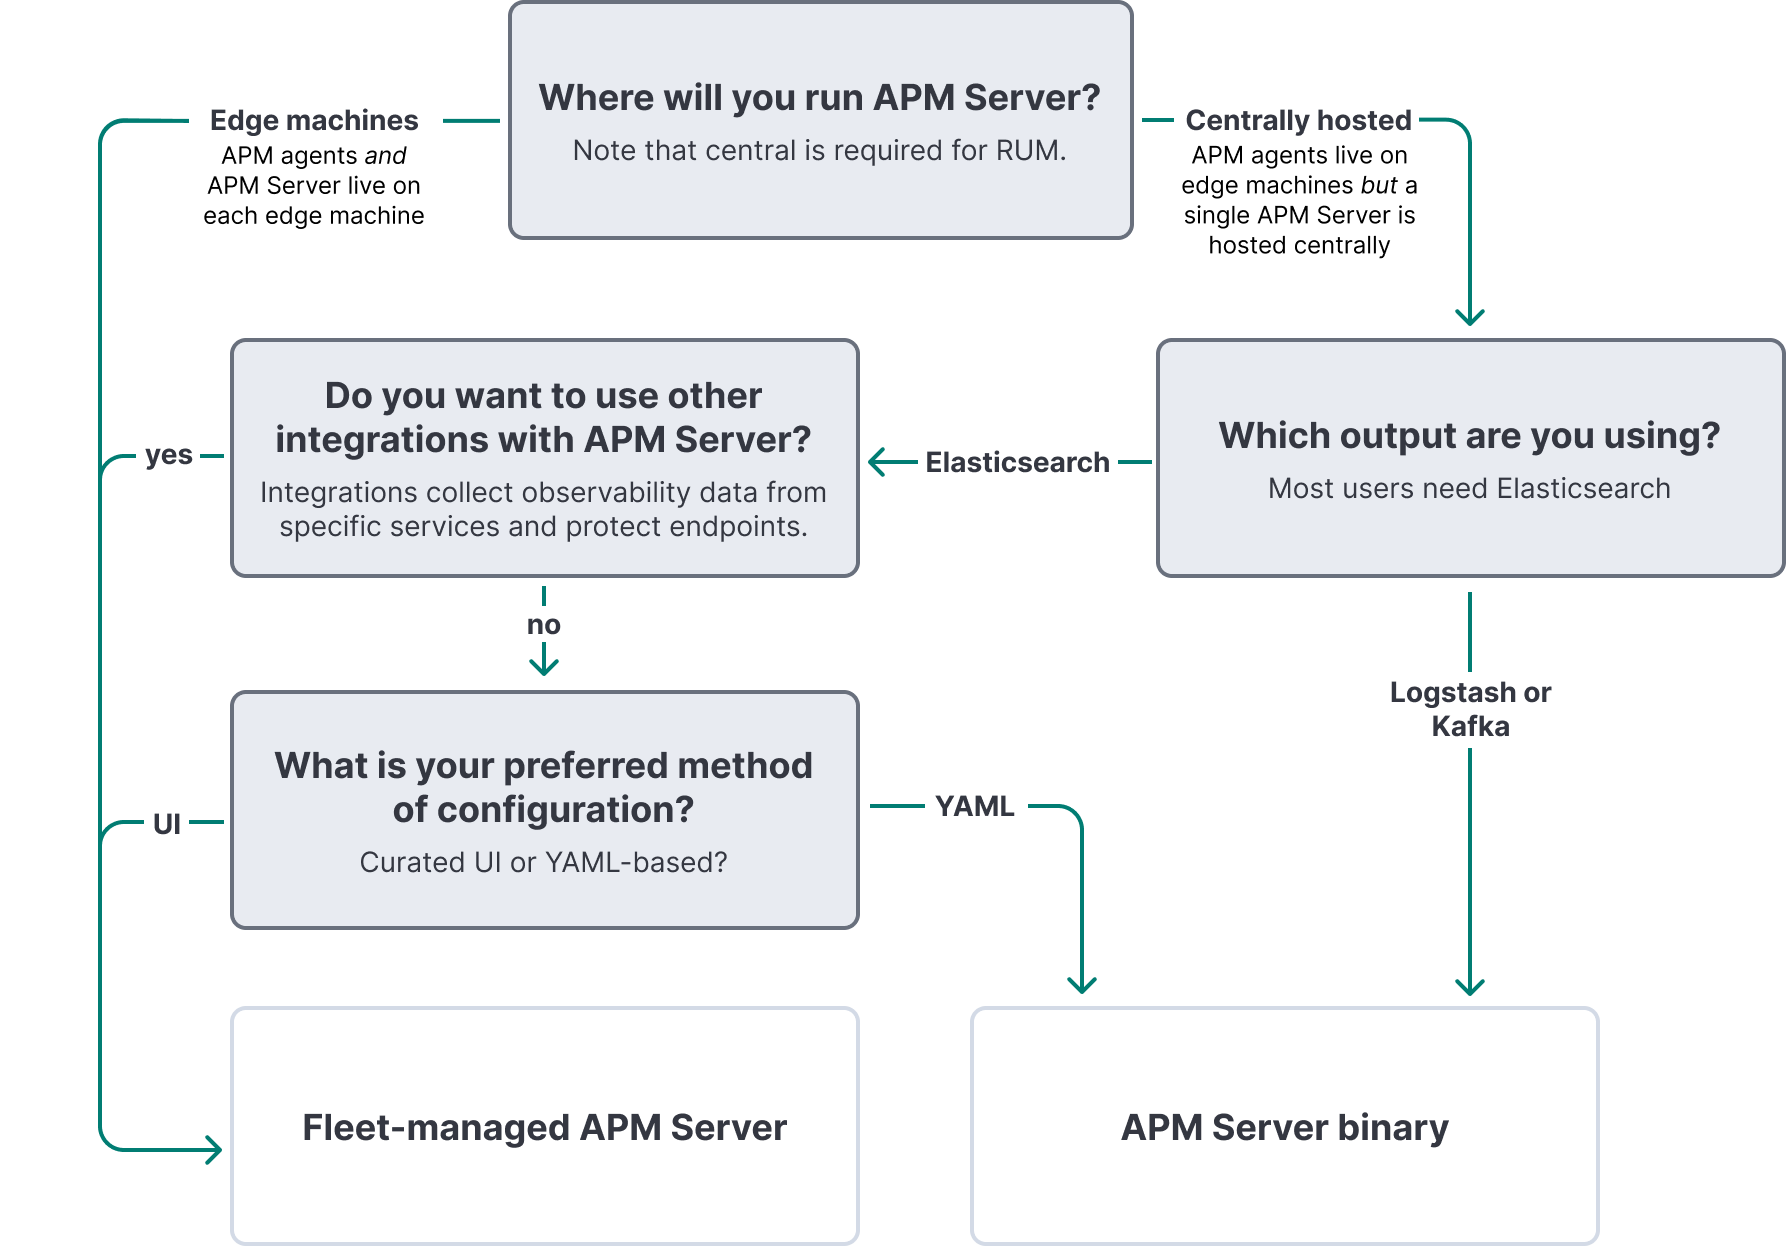 Where will you run APM Server?
Note that central is required for RUM.
Edge machines
APM agents and
APM Server live on
each edge machine
Centrally hosted
APM agents live on
edge machines but a
single APM Server is
hosted centrally
Do you want to use other
integrations with APM Server?
Integrations collect observability data from
specific services and protect endpoints.
yes
Elasticsearch
Which output are you using?
Most users need Elasticsearch
no
Logstash or
Kafka
What is your preferred method
of configuration?
Curated UI or YAML-based?
UI
YAML
Fleet-managed APM Server
APM Server binary